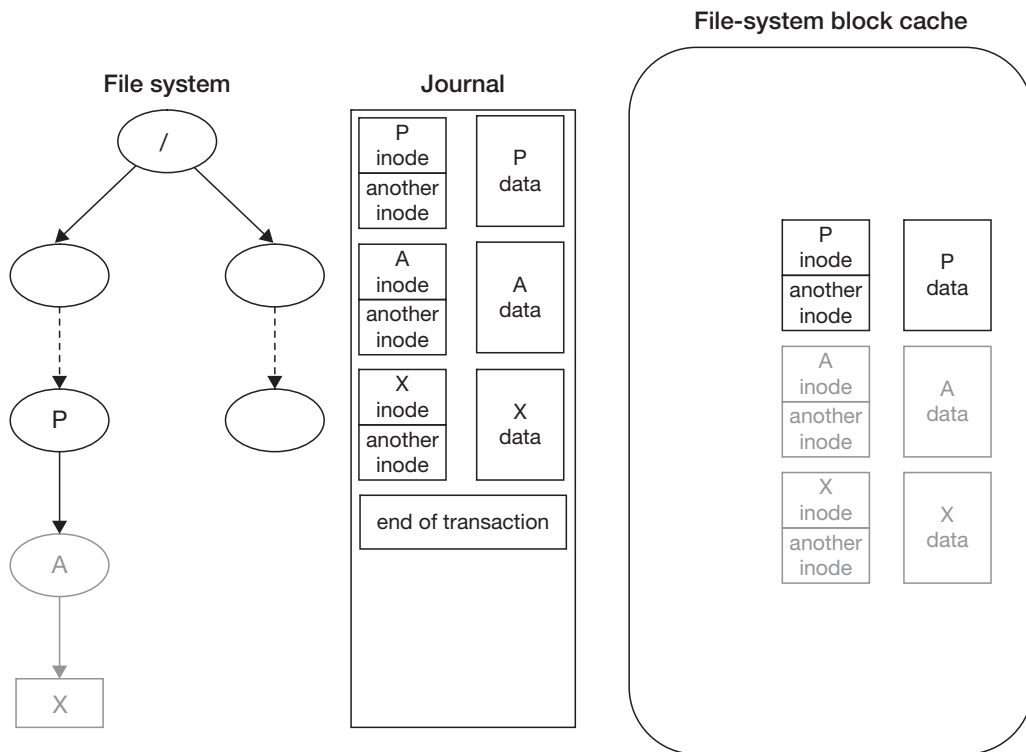 File-system block cache
File system
/
P
A
X
Journal
P
inode
another
inode
P
data
A
inode
another
inode
A
data
X
inode
another
inode
X
data
end of transaction
P
inode
another
inode
P
data
A
inode
another
inode
A
data
X
inode
another
inode
X
data